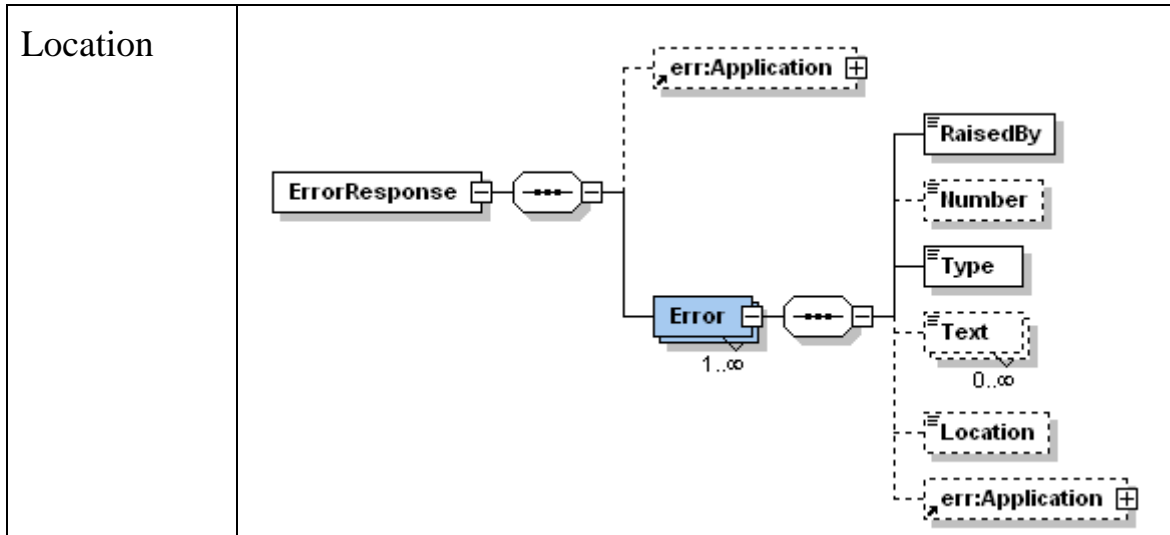 Location
err:Application
ErrorResponse
Error
1..∞
RaisedBy
Number
Type
Text
0..∞
Location
err:Application